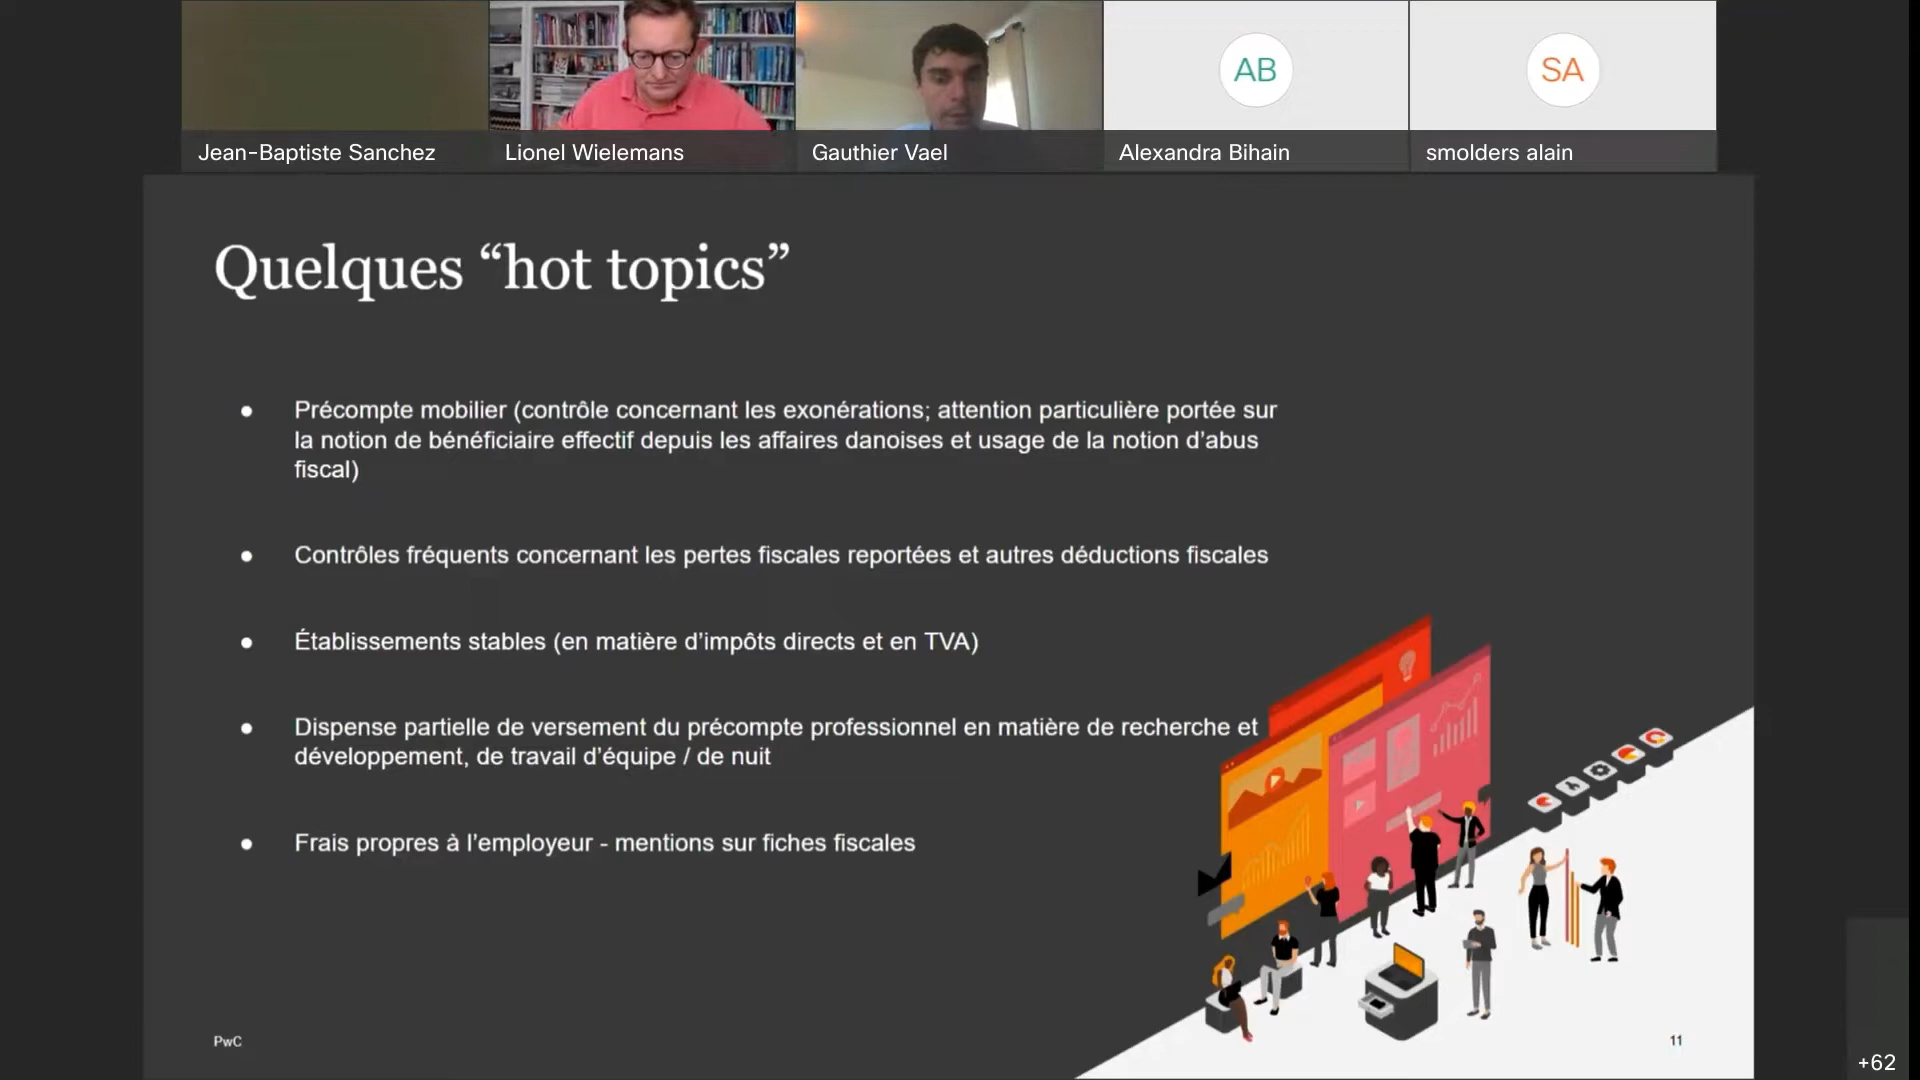 AB
SA
Jean-Baptiste Sanchez
Lionel Wielemans
Gauthier Vael
Alexandra Bihain
smolders alain
Quelques “hot topics”
● Précompte mobilier (contrôle concernant les exonérations; attention particulière portée sur
la notion de bénéficiaire effectif depuis les affaires danoises et usage de la notion d’abus
fiscal)
● Contrôles fréquents concernant les pertes fiscales reportées et autres déductions fiscales
● Établissements stables (en matière d’impôts directs et en TVA)
● Dispense partielle de versement du précompte professionnel en matière de recherche et
développement, de travail d’équipe / de nuit
● Frais propres à l’employeur - mentions sur fiches fiscales
PwC
11
+62